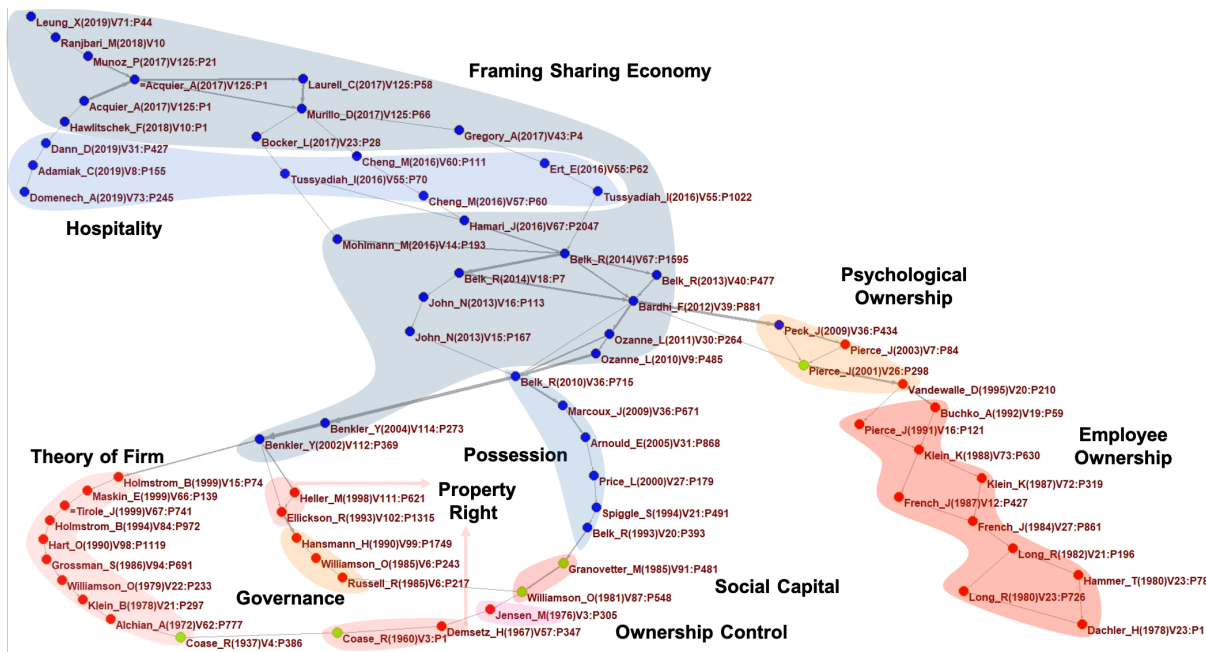 Leung_X(2019)V71:P44
Ranjbari_M(2018)V10
Munoz_P(2017)V125:P21
Framing Sharing Economy
=Acquier_A(2017)V125:P1
Laurell_C(2017)V125:P58
Acquier_A(2017)V125:P1
Murillo_D(2017)V125:P66
Hawlitschek_F(2018)V10:P1
Gregory_A(2017)V43:P4
Bocker_L(2017)V23:P28
Dann_D(2019)V31:P427
Cheng_M(2016)V60:P111
Ert_E(2016)V55:P62
Adamiak_C(2019)V8:P155
Tussyadiah_I(2016)V55:P70
Domenech_A(2019)V73:P245
Cheng_M(2016)V57:P60
Tussyadiah_I(2016)V55:P1022
Hospitality
Hamari_J(2016)V67:P2047
Mohlmann_M(2015)V14:P193
Belk_R(2014)V67:P1595
Belk_R(2014)V18:P7
Belk_R(2013)V40:P477
Psychological
Ownership
John_N(2013)V16:P113
Bardhi_F(2012)V39:P881
Peck_J(2009)V36:P434
John_N(2013)V15:P167
Ozanne_L(2011)V30:P264
Pierce_J(2003)V7:P84
Ozanne_L(2010)V9:P485
Pierce_J(2001)V26:P298
Belk_R(2010)V36:P715
Vandewalle_D(1995)V20:P210
Marcoux_J(2009)V36:P671
Buchko_A(1992)V19:P59
Benkler_Y(2004)V114:P273
Pierce_J(1991)V16:P121
Benkler_Y(2002)V112:P369
Arnould_E(2005)V31:P868
Employee
Ownership
Theory of Firm
Possession
Klein_K(1988)V73:P630
Holmstrom_B(1999)V15:P74
Price_L(2000)V27:P179
Klein_K(1987)V72:P319
Maskin_E(1999)V66:P139
Heller_M(1998)V111:P621
Property
Right
French_J(1987)V12:P427
=Tirole_J(1999)V67:P741
Ellickson_R(1993)V102:P1315
Spiggle_S(1994)V21:P491
Holmstrom_B(1994)V84:P972
French_J(1984)V27:P861
Belk_R(1993)V20:P393
Hart_O(1990)V98:P1119
Hansmann_H(1990)V99:P1749
Long_R(1982)V21:P196
Grossman_S(1986)V94:P691
Williamson_O(1985)V6:P243
Granovetter_M(1985)V91:P481
Hammer_T(1980)V23:P78
Williamson_O(1979)V22:P233
Russell_R(1985)V6:P217
Social Capital
Long_R(1980)V23:P726
Governance
Williamson_O(1981)V87:P548
Klein_B(1978)V21:P297
Jensen_M(1976)V3:P305
Alchian_A(1972)V62:P777
Demsetz_H(1967)V57:P347
Ownership Control
Dachler_H(1978)V23:P1
Coase_R(1937)V4:P386
Coase_R(1960)V3:P1